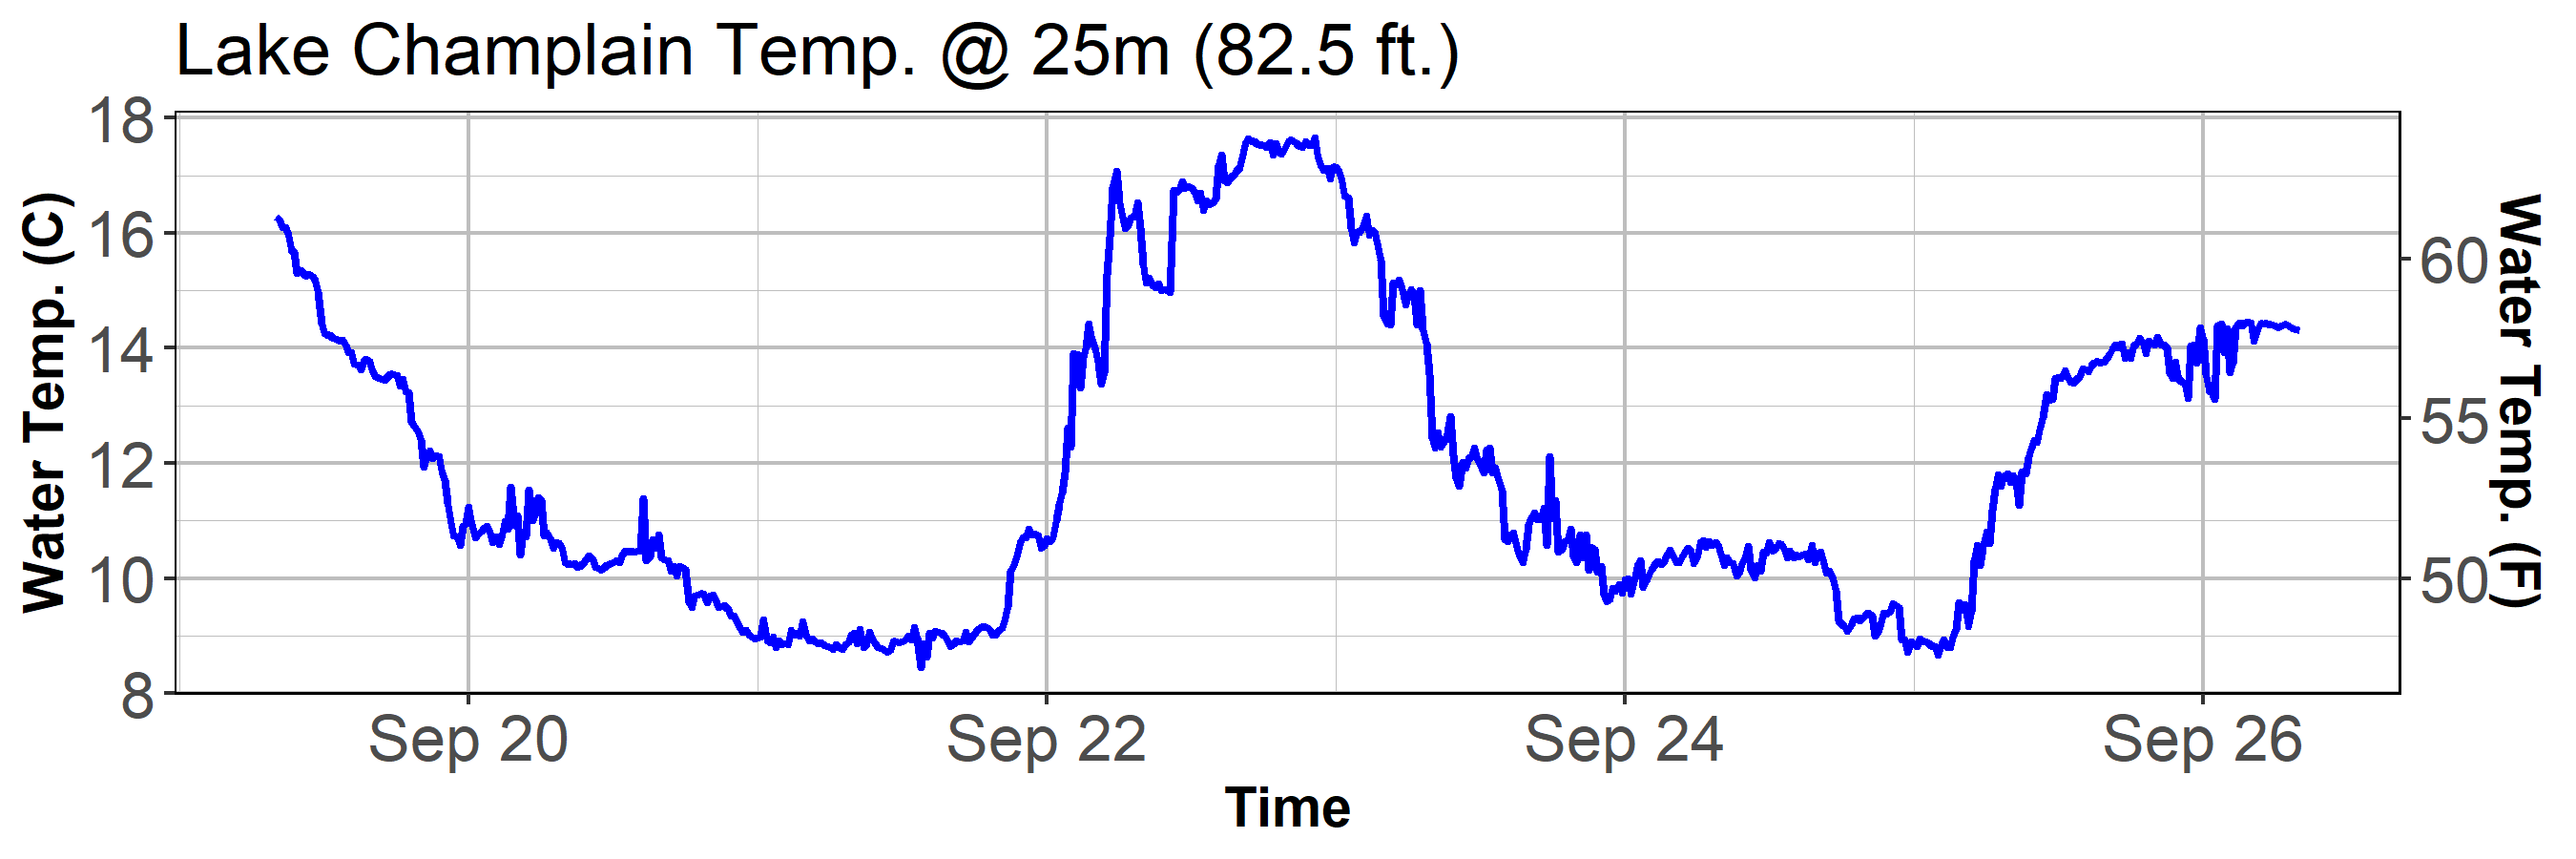 Lake Champlain Temp. @ 25m (82.5 ft.)
Water Temp. (C)
18
16
14
12
10
8
60
55
50
Water Temp. (F)
Sep 20 Sep 22 Sep 24 Sep 26
Time